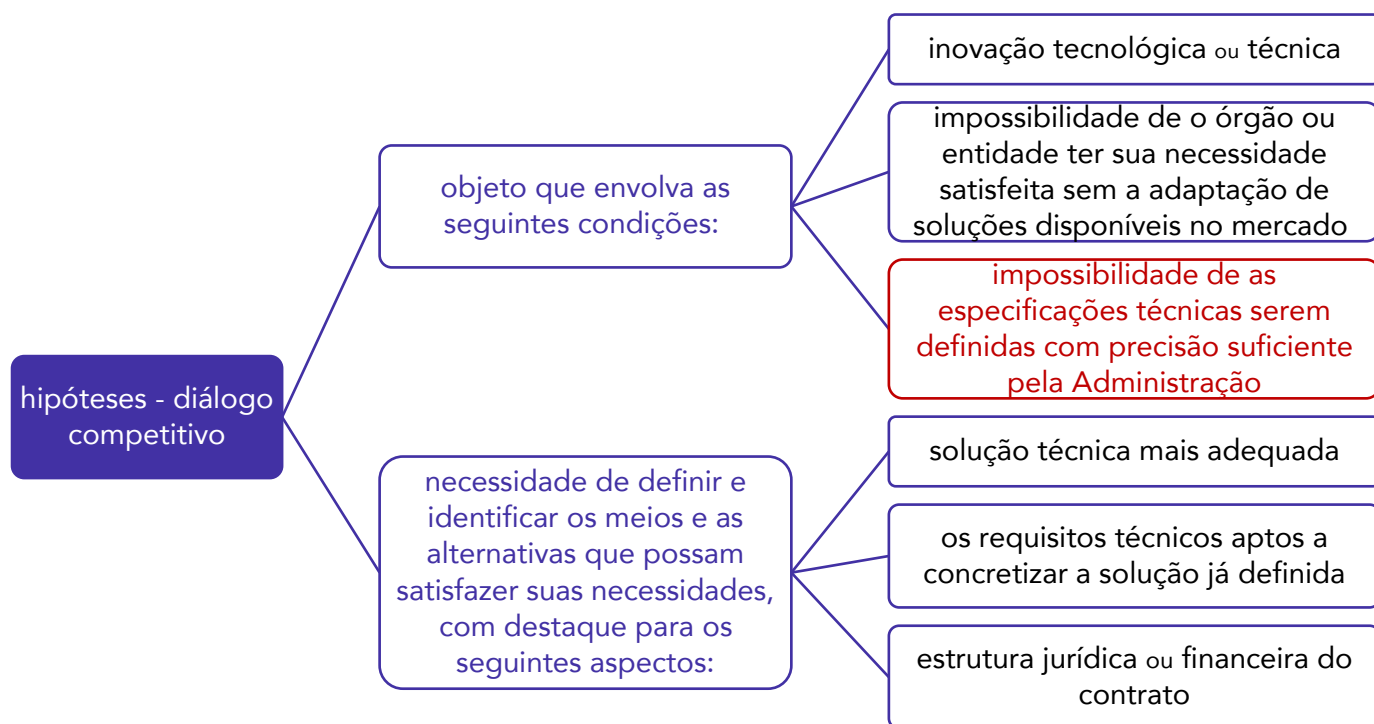 inovação tecnológica ou técnica
impossibilidade de o órgão ou
entidade ter sua necessidade
satisfeita sem a adaptação de
soluções disponíveis no mercado
objeto que envolva as
seguintes condições:
impossibilidade de as
especificações técnicas serem
definidas com precisão suficiente
pela Administração
hipóteses - diálogo
competitivo
solução técnica mais adequada
necessidade de definir e
identificar os meios e as
alternativas que possam
satisfazer suas necessidades,
com destaque para os
seguintes aspectos:
os requisitos técnicos aptos a
concretizar a solução já definida
estrutura jurídica ou financeira do
contrato